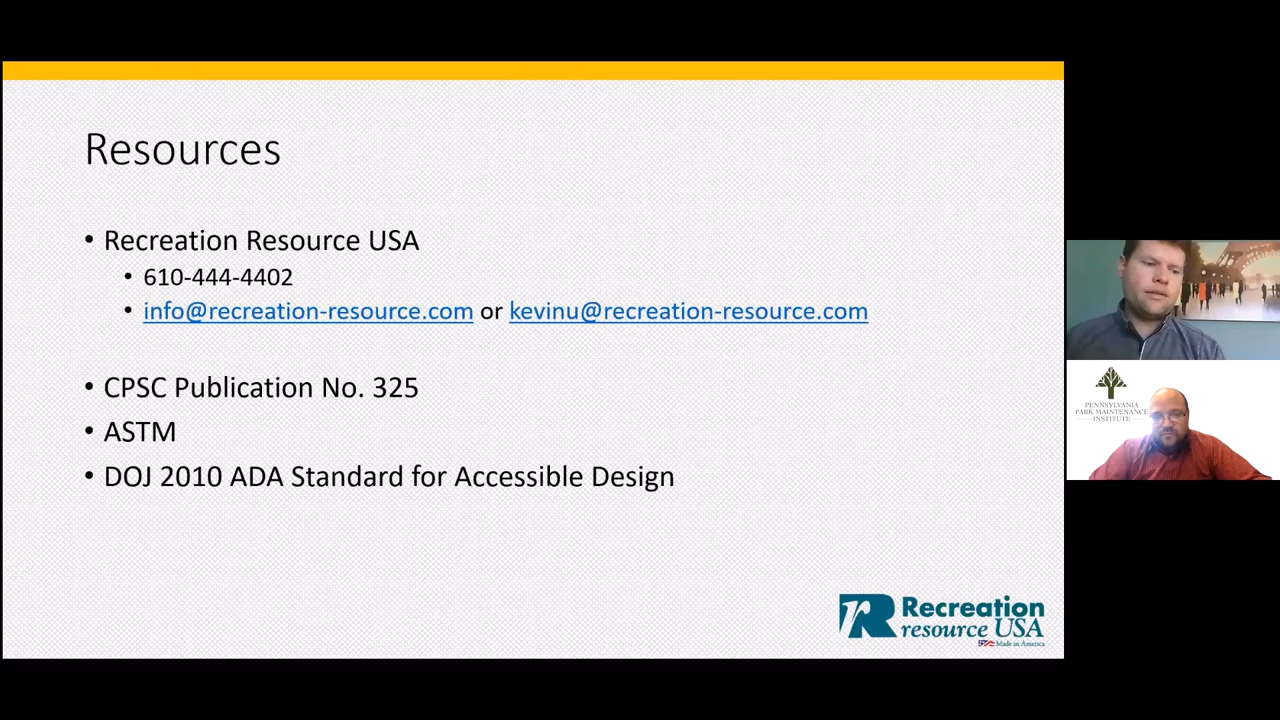 Resources
• Recreation Resource USA
• 610-444-4402
• info@recreation-resource.com or kevinu@recreation-resource.com
• CPSC Publication No. 325
• ASTM
• DOJ 2010 ADA Standard for Accessible Design
Recreation
resource USA
Made in America
PENNSYLVANIA
PARK MAINTENANCE
INSTITUTE